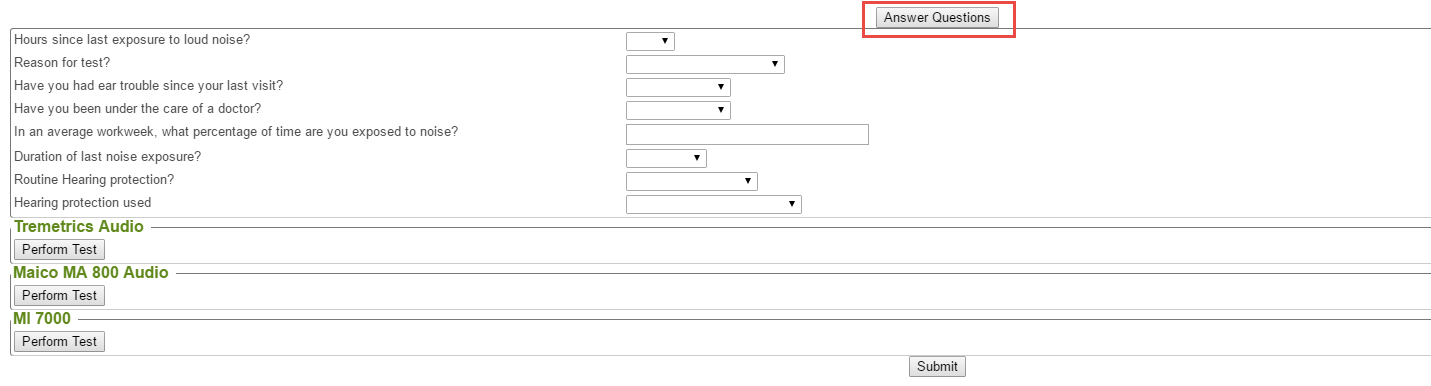 Answer Questions
Hours since last exposure to loud noise?
Reason for test?
Have you had ear trouble since your last visit?
Have you been under the care of a doctor?
In an average workweek, what percentage of time are you exposed to noise?
Duration of last noise exposure?
Routine Hearing protection?
Hearing protection used
Tremetrics Audio
Perform Test
Maico MA 800 Audio
Perform Test
MI 7000
Perform Test
Submit